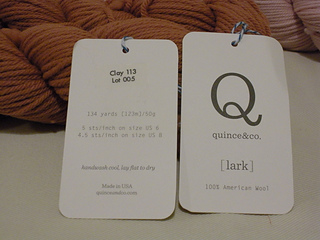 Clay 113
Lot 005
134 yards [123m]/50g
5 sts/inch on size US 6
4.5 sts/inch on size US 8
handwash cool, lay flat to dry
Made in USA
quinceandco.com
Q
quince&co.
[lark]
100% American Wool